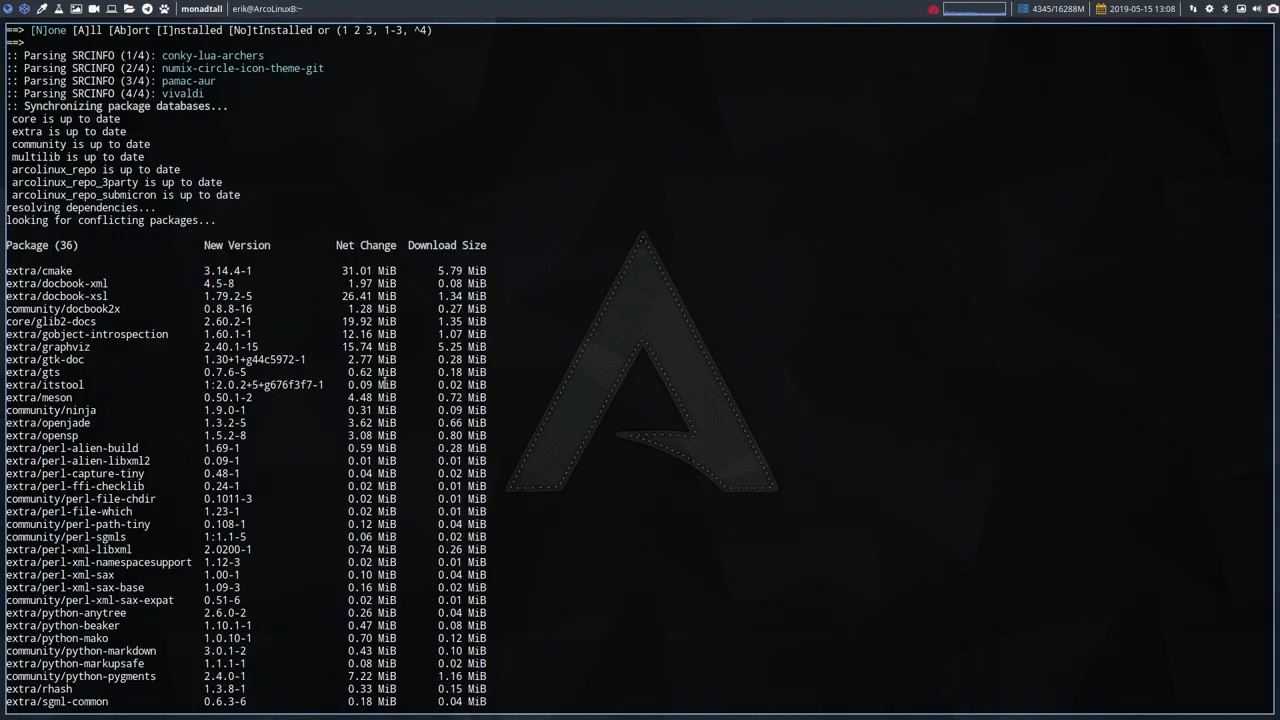 monadtall erik@ArcoLinuxB:~ 4345/16288M 2019-05-15 13:08
==> [N]one [A]ll [Ab]ort [I]nstalled [No]tInstalled or (1 2 3, 1-3, ^4)
==>
:: Parsing SRCINFO (1/4): conky-lua-archers
:: Parsing SRCINFO (2/4): numix-circle-icon-theme-git
:: Parsing SRCINFO (3/4): pamac-aur
:: Parsing SRCINFO (4/4): vivaldi
:: Synchronizing package databases...
core is up to date
extra is up to date
community is up to date
multilib is up to date
arcolinux_repo is up to date
arcolinux_repo_3party is up to date
arcolinux_repo_submicron is up to date
resolving dependencies...
looking for conflicting packages...
Package (36) New Version Net Change Download Size
extra/cmake 3.14.4-1 31.01 MiB 5.79 MiB
extra/docbook-xml 4.5-8 1.97 MiB 0.08 MiB
extra/docbook-xsl 1.79.2-5 26.41 MiB 1.34 MiB
community/docbook2x 0.8.8-16 1.28 MiB 0.27 MiB
core/glib2-docs 2.60.2-1 19.92 MiB 1.35 MiB
extra/gobject-introspection 1.60.1-1 12.16 MiB 1.07 MiB
extra/graphviz 2.40.1-15 15.74 MiB 5.25 MiB
extra/gtk-doc 1.30+1+g44c5972-1 2.77 MiB 0.28 MiB
extra/gts 0.7.6-5 0.62 MiB 0.18 MiB
extra/itstool 1:2.0.2+5+g676f3f7-1 0.09 MiB 0.02 MiB
extra/meson 0.50.1-2 4.48 MiB 0.72 MiB
community/ninja 1.9.0-1 0.31 MiB 0.09 MiB
extra/openjade 1.3.2-5 3.62 MiB 0.66 MiB
extra/opensp 1.5.2-8 3.08 MiB 0.80 MiB
extra/perl-alien-build 1.69-1 0.59 MiB 0.28 MiB
extra/perl-alien-libxml2 0.09-1 0.01 MiB 0.01 MiB
extra/perl-capture-tiny 0.48-1 0.04 MiB 0.02 MiB
extra/perl-ffi-checklib 0.24-1 0.02 MiB 0.01 MiB
community/perl-file-chdir 0.1011-3 0.02 MiB 0.01 MiB
extra/perl-file-which 1.23-1 0.02 MiB 0.01 MiB
community/perl-path-tiny 0.108-1 0.12 MiB 0.04 MiB
community/perl-sgmls 1:1.1-5 0.06 MiB 0.02 MiB
extra/perl-xml-libxml 2.0200-1 0.74 MiB 0.26 MiB
extra/perl-xml-namespacesupport 1.12-3 0.02 MiB 0.01 MiB
extra/perl-xml-sax 1.00-1 0.10 MiB 0.04 MiB
extra/perl-xml-sax-base 1.09-3 0.16 MiB 0.02 MiB
community/perl-xml-sax-expat 0.51-6 0.02 MiB 0.01 MiB
extra/python-anytree 2.6.0-2 0.26 MiB 0.04 MiB
extra/python-beaker 1.10.1-1 0.47 MiB 0.08 MiB
extra/python-mako 1.0.10-1 0.70 MiB 0.12 MiB
community/python-markdown 3.0.1-2 0.43 MiB 0.10 MiB
extra/python-markupsafe 1.1.1-1 0.08 MiB 0.02 MiB
community/python-pygments 2.4.0-1 7.22 MiB 1.16 MiB
extra/rhash 1.3.8-1 0.33 MiB 0.15 MiB
extra/sgml-common 0.6.3-6 0.18 MiB 0.04 MiB